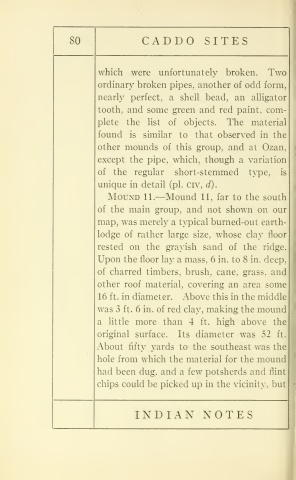 80
CADDO SITES
which were unfortunately broken. Two
ordinary broken pipes, another of odd form,
nearly perfect, a shell bead, an alligator
tooth, and some green and red paint, com-
plete the list of objects. The material
found is similar to that observed in the
other mounds of this group, and at Ozan,
except the pipe, which, though a variation
of the regular short-stemmed type, is
unique in detail (pl. CIV, d).
MOUND 11.—Mound 11, far to the south
of the main group, and not shown on our
map, was merely a typical burned-out earth-
lodge of rather large size, whose clay floor
rested on the grayish sand of the ridge.
Upon the floor lay a mass, 6 in. to 8 in. deep,
of charred timbers, brush, cane, grass, and
other roof material, covering an area some
16 ft. in diameter. Above this in the middle
was 3 ft. 6 in. of red clay, making the mound
a little more than 4 ft. high above the
original surface. Its diameter was 52 ft.
About fifty yards to the southeast was the
hole from which the material for the mound
had been dug, and a few potsherds and flint
chips could be picked up in the vicinity, but
INDIAN NOTES